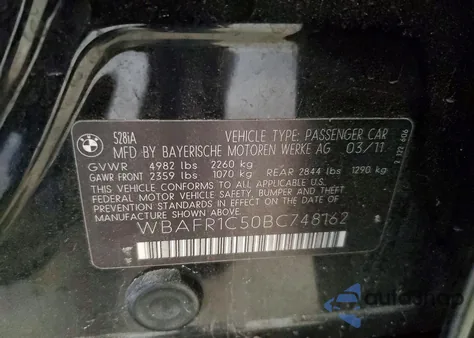 528iA
VEHICLE TYPE: PASSENGER CAR
MFD BY BAYERISCHE MOTOREN WERKE AG 03/11
GVWR 4982 lbs 2260 kg
GAWR FRONT 2359 lbs 1070 kg REAR 2844 lbs 1290 kg
THIS VEHICLE CONFORMS TO ALL APPLICABLE
FEDERAL MOTOR VEHICLE SAFETY, BUMPER AND THEFT
PREVENTION STANDARDS IN EFFECT ON THE DATE OF
MANUFACTURE SHOWN ABOVE.
WBAFR1C50BC748162
autosnap